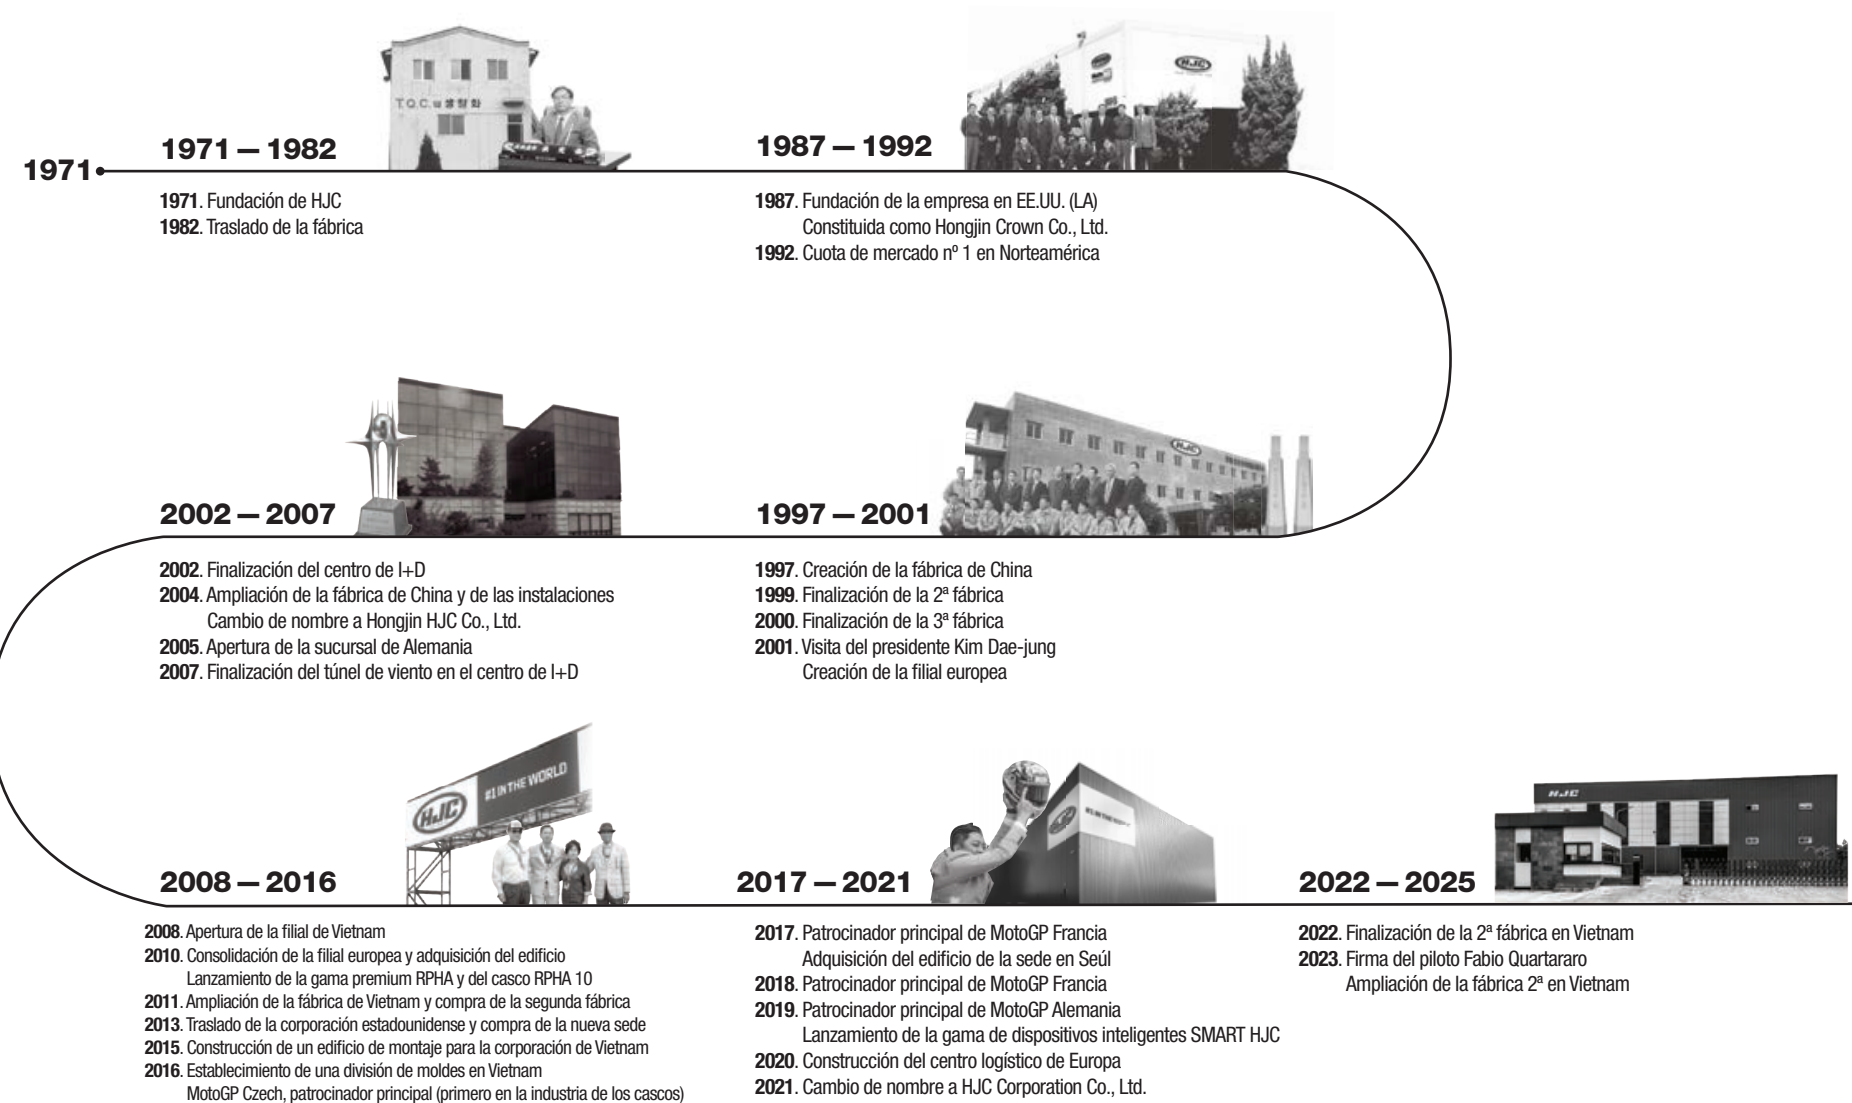 1971
1971 — 1982
T.Q.C.
1971. Fundación de HJC
1982. Traslado de la fábrica
1987 — 1992
HJC
1987. Fundación de la empresa en EE.UU. (LA)
Constituida como Hongjin Crown Co., Ltd.
1992. Cuota de mercado nº 1 en Norteamérica
2002 — 2007
2002. Finalización del centro de I+D
2004. Ampliación de la fábrica de China y de las instalaciones
Cambio de nombre a Hongjin HJC Co., Ltd.
2005. Apertura de la sucursal de Alemania
2007. Finalización del túnel de viento en el centro de I+D
1997 — 2001
HJC
1997. Creación de la fábrica de China
1999. Finalización de la 2ª fábrica
2000. Finalización de la 3ª fábrica
2001. Visita del presidente Kim Dae-jung
Creación de la filial europea
HJC #1 IN THE WORLD
2008 — 2016
2008. Apertura de la filial de Vietnam
2010. Consolidación de la filial europea y adquisición del edificio
Lanzamiento de la gama premium RPHA y del casco RPHA 10
2011. Ampliación de la fábrica de Vietnam y compra de la segunda fábrica
2013. Traslado de la corporación estadounidense y compra de la nueva sede
2015. Construcción de un edificio de montaje para la corporación de Vietnam
2016. Establecimiento de una división de moldes en Vietnam
MotoGP Czech, patrocinador principal (primero en la industria de los cascos)
HJC #1 IN THE WORLD
2017 — 2021
2017. Patrocinador principal de MotoGP Francia
Adquisición del edificio de la sede en Seúl
2018. Patrocinador principal de MotoGP Francia
2019. Patrocinador principal de MotoGP Alemania
Lanzamiento de la gama de dispositivos inteligentes SMART HJC
2020. Construcción del centro logístico de Europa
2021. Cambio de nombre a HJC Corporation Co., Ltd.
HJC
2022 — 2025
2022. Finalización de la 2ª fábrica en Vietnam
2023. Firma del piloto Fabio Quartararo
Ampliación de la fábrica 2ª en Vietnam